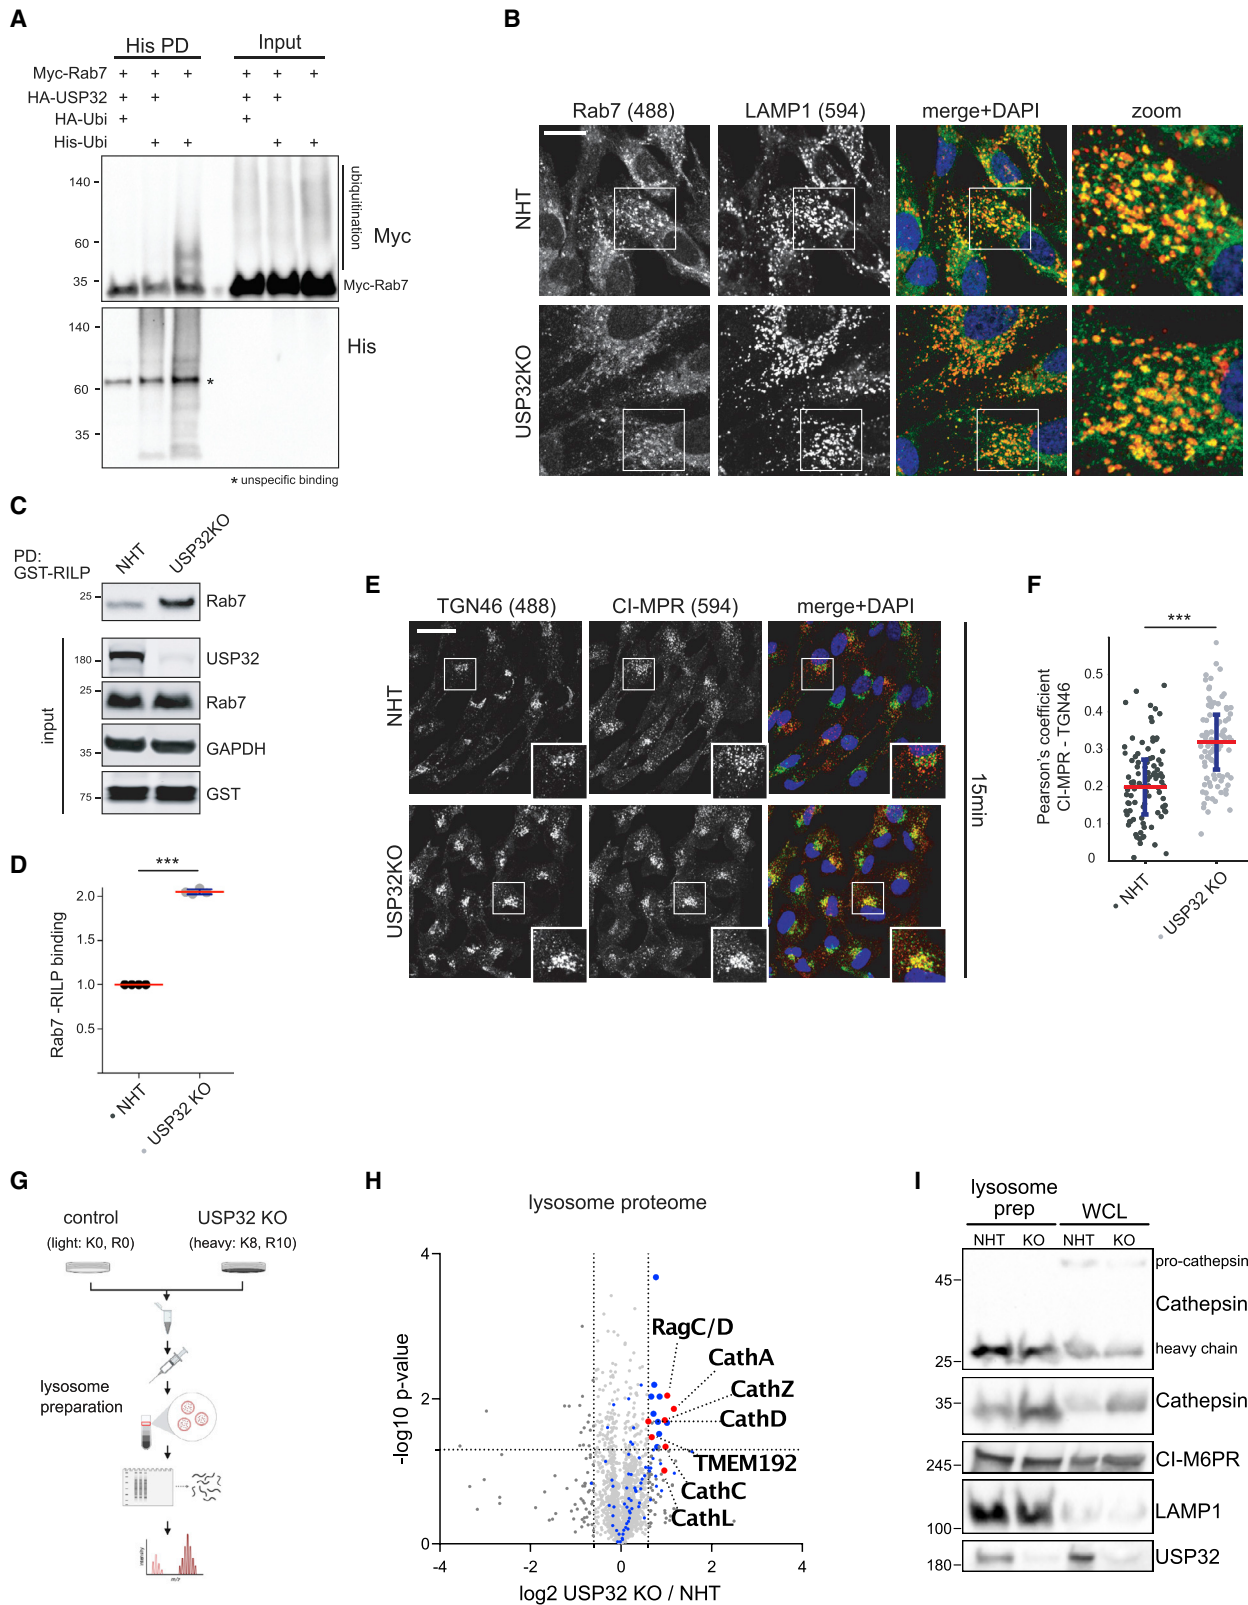 A
His PD Input
Myc-Rab7 + + + + + +
HA-USP32 + + + +
HA-Ubi + +
His-Ubi + + + +
140
60
35
ubiquitination
Myc
Myc-Rab7
140
60
35
His
*
* unspecific binding
B
Rab7 (488) LAMP1 (594) merge+DAPI zoom
NHT
USP32KO
C
PD:
GST-RILP
NHT
USP32KO
25
Rab7
input
180
USP32
25
Rab7
35
GAPDH
75
GST
D
***
Rab7 -RILP binding
2.0
1.5
1.0
0.5
NHT
USP32 KO
E
TGN46 (488) CI-MPR (594) merge+DAPI
NHT
USP32KO
15min
F
***
Pearson's coefficient
CI-MPR - TGN46
0.5
0.4
0.3
0.2
0.1
0
NHT
USP32 KO
G
control USP32 KO
(light: K0, R0) (heavy: K8, R10)
lysosome
preparation
intensity
m/z
H
lysosome proteome
-log10 p-value
4
2
0
RagC/D
CathA
CathZ
CathD
TMEM192
CathC
CathL
-4 -2 0 2 4
log2 USP32 KO / NHT
I
lysosome
prep
WCL
NHT KO NHT KO
pro-cathepsin
45
Cathepsin
heavy chain
25
35
Cathepsin
245
CI-M6PR
LAMP1
100
180
USP32